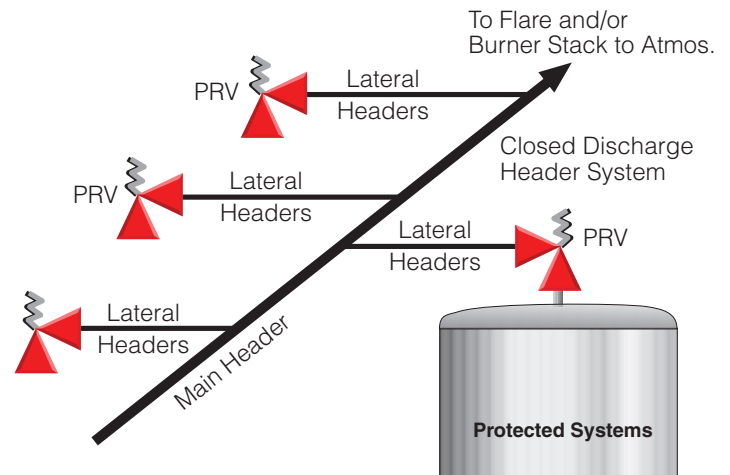 To Flare and/or
Burner Stack to Atmos.
PRV
Lateral
Headers
Closed Discharge
Header System
PRV
Lateral
Headers
Lateral
Headers
PRV
Lateral
Headers
Main Header
Protected Systems